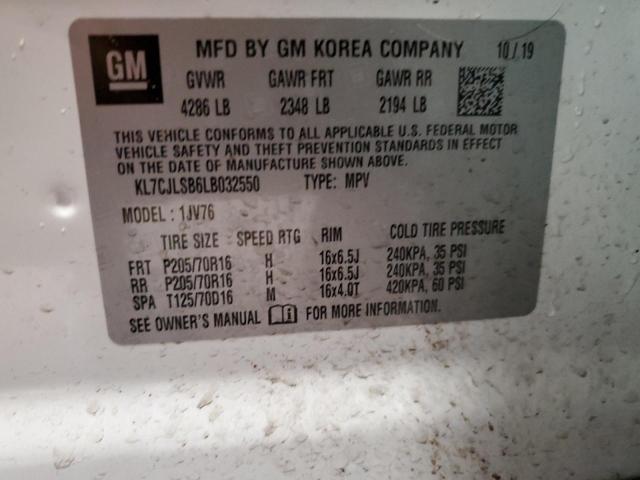 GM
MFD BY GM KOREA COMPANY 10/19
GVWR GAWR FRT GAWR RR
4286 LB 2348 LB 2194 LB
THIS VEHICLE CONFORMS TO ALL APPLICABLE U.S. FEDERAL MOTOR
VEHICLE SAFETY AND THEFT PREVENTION STANDARDS IN EFFECT
ON THE DATE OF MANUFACTURE SHOWN ABOVE.
KL7CJLSB6LB032550 TYPE: MPV
MODEL: 1JV76
TIRE SIZE SPEED RTG RIM COLD TIRE PRESSURE
FRT P205/70R16 H 16x6.5J 240KPA, 35 PSI
RR P205/70R16 H 16x6.5J 240KPA, 35 PSI
SPA T125/70D16 M 16x4.0T 420KPA, 60 PSI
SEE OWNER'S MANUAL FOR MORE INFORMATION.